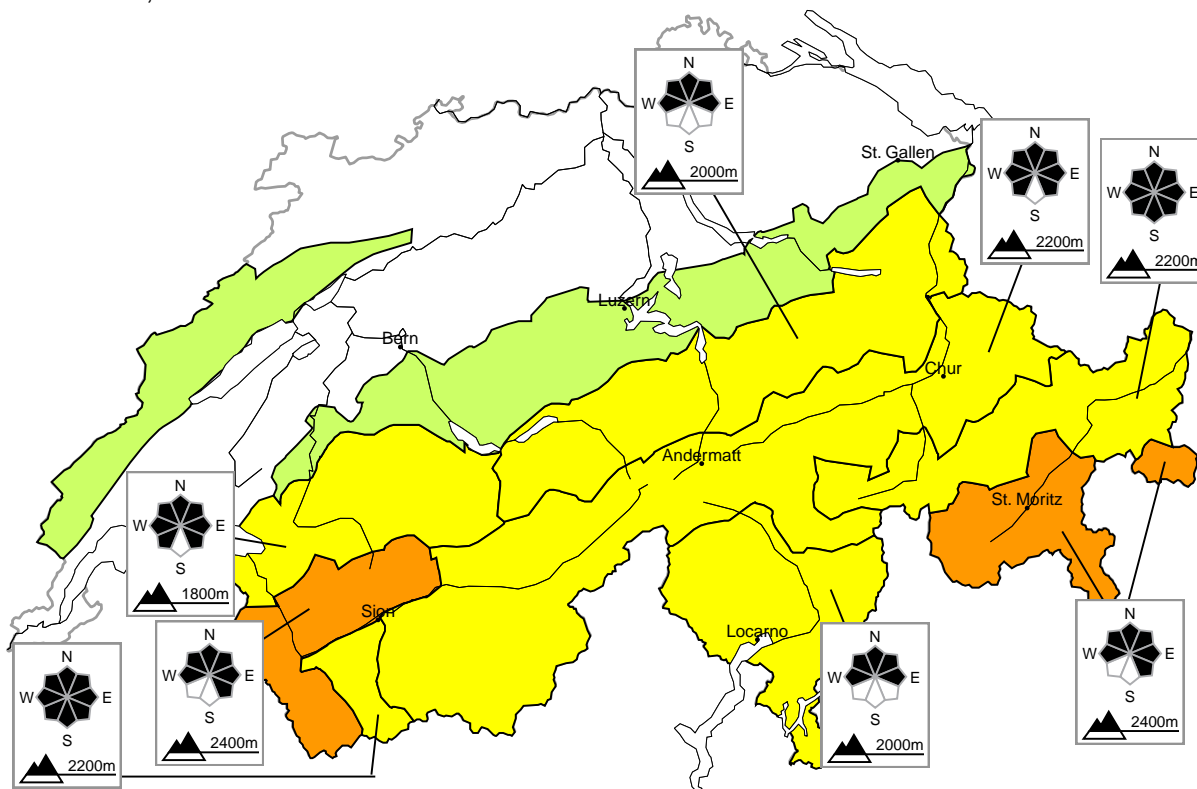 N
W E
S
2000m
St. Gallen
N
W E
S
2200m
N
W E
S
2200m
Luzern
Bern
Chur
Andermatt
St. Moritz
N
W E
S
1800m
Sion
Locarno
N
W E
S
2400m
N
W E
S
2200m
N
W E
S
2000m
N
W E
S
2400m